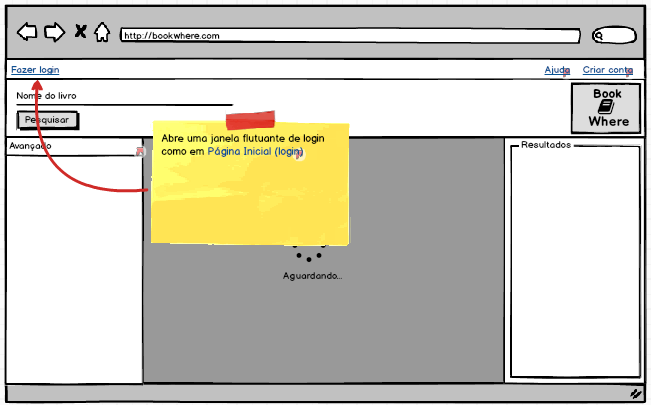 http://bookwhere.com
Fazer login
Ajuda
Criar conta
Nome do livro
Pesquisar
Book
Where
Avançado
Abre uma janela flutuante de login
como em Página Inicial (login)
Resultados
Aguardando...